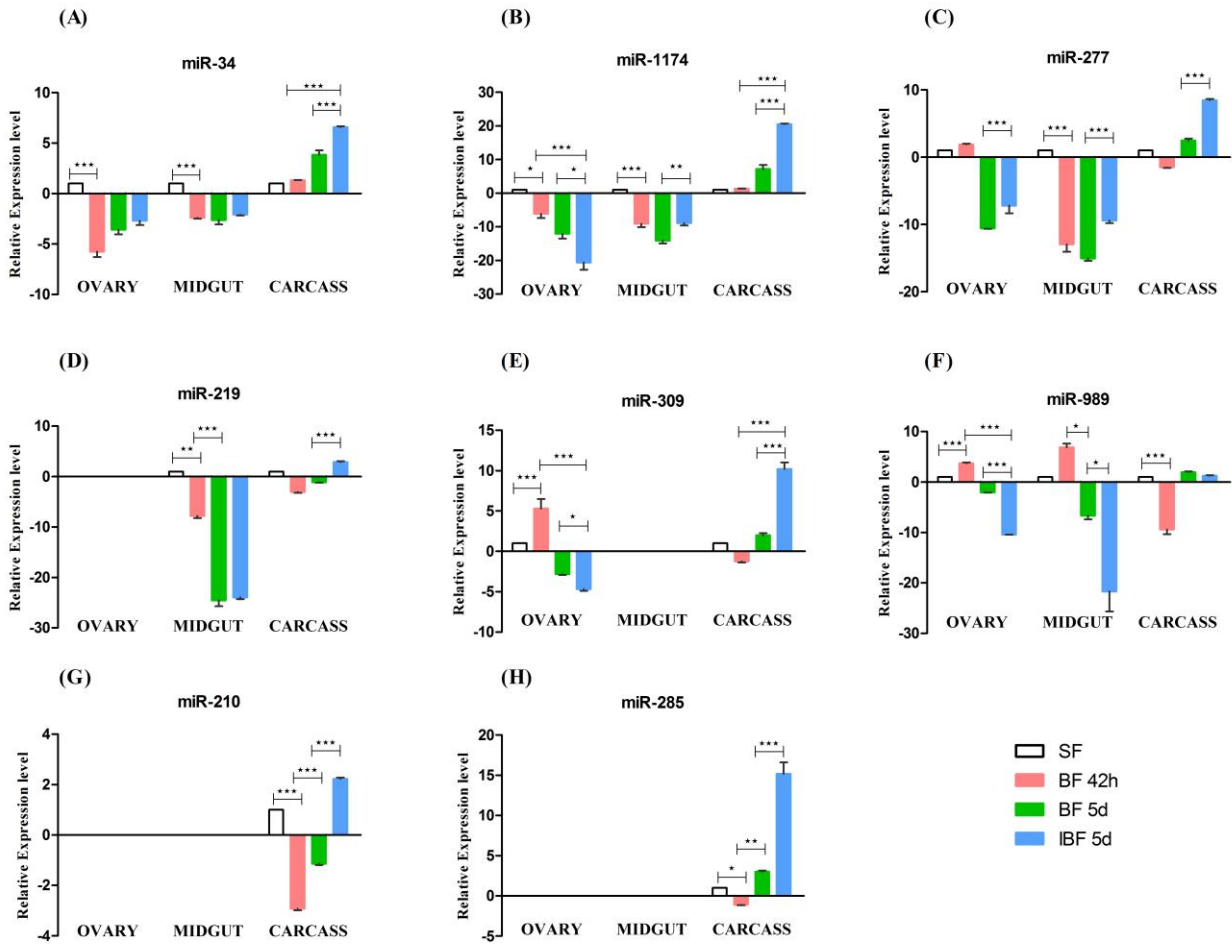 (A)
miR-34
Relative Expression level
10
5
0
-5
-10
OVARY MIDGUT CARCASS
*** *** *** ***
(B)
miR-1174
Relative Expression level
30
20
10
0
-10
-20
-30
OVARY MIDGUT CARCASS
* *** * *** ** *** ***
(C)
miR-277
Relative Expression level
10
0
-10
-20
OVARY MIDGUT CARCASS
*** *** *** ***
(D)
miR-219
Relative Expression level
10
0
-10
-20
-30
OVARY MIDGUT CARCASS
** *** ***
(E)
miR-309
Relative Expression level
15
10
5
0
-5
-10
OVARY MIDGUT CARCASS
*** *** * *** ***
(F)
miR-989
Relative Expression level
10
0
-10
-20
-30
OVARY MIDGUT CARCASS
*** *** *** * * ***
(G)
miR-210
Relative Expression level
4
2
0
-2
-4
OVARY MIDGUT CARCASS
*** *** ***
(H)
miR-285
Relative Expression level
20
15
10
5
0
-5
OVARY MIDGUT CARCASS
* ** ***
SF
BF 42h
BF 5d
IBF 5d